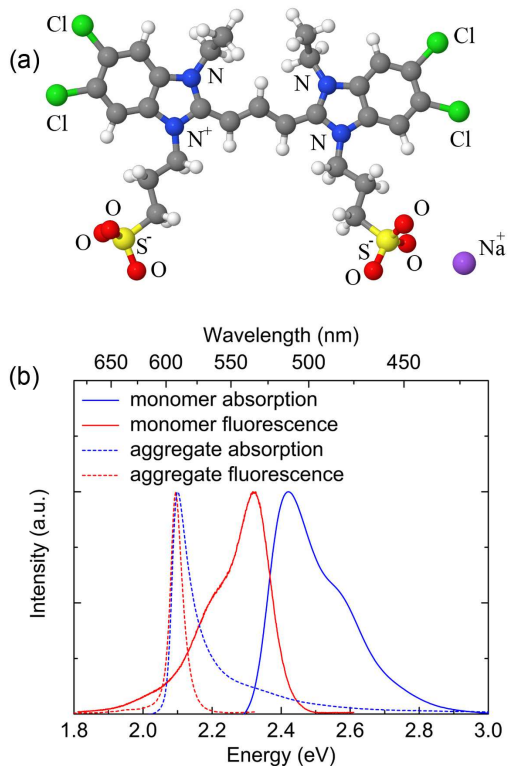 (a)
Cl
Cl
N
N
Cl
Cl
N+
N
O
O
S-
O
O
O
S-
O
Na+
Wavelength (nm)
650 600 540 500 450
(b)
monomer absorption
monomer fluorescence
aggregate absorption
aggregate fluorescence
Intensity (a.u.)
1.8 2.0 2.2 2.4 2.6 2.8 3.0
Energy (eV)